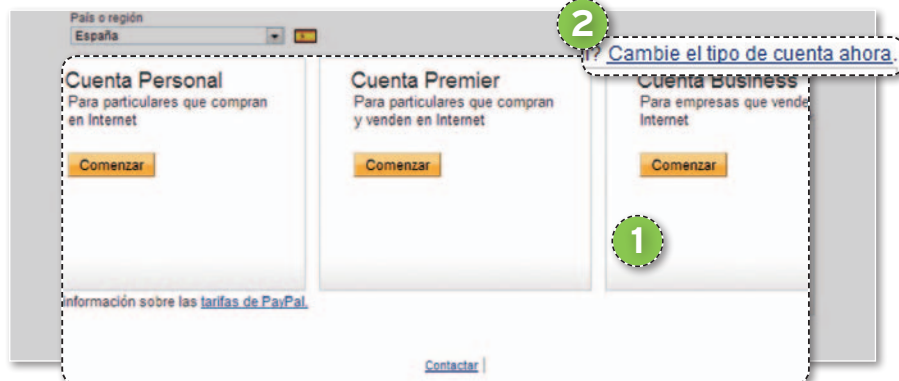 País o región
España
2
? Cambie el tipo de cuenta ahora.
Cuenta Personal
Para particulares que compran
en Internet
Comenzar
Cuenta Premier
Para particulares que compran
y venden en Internet
Comenzar
Cuenta Business
Para empresas que vende
Internet
Comenzar
1
información sobre las tarifas de PayPal.
Contactar |